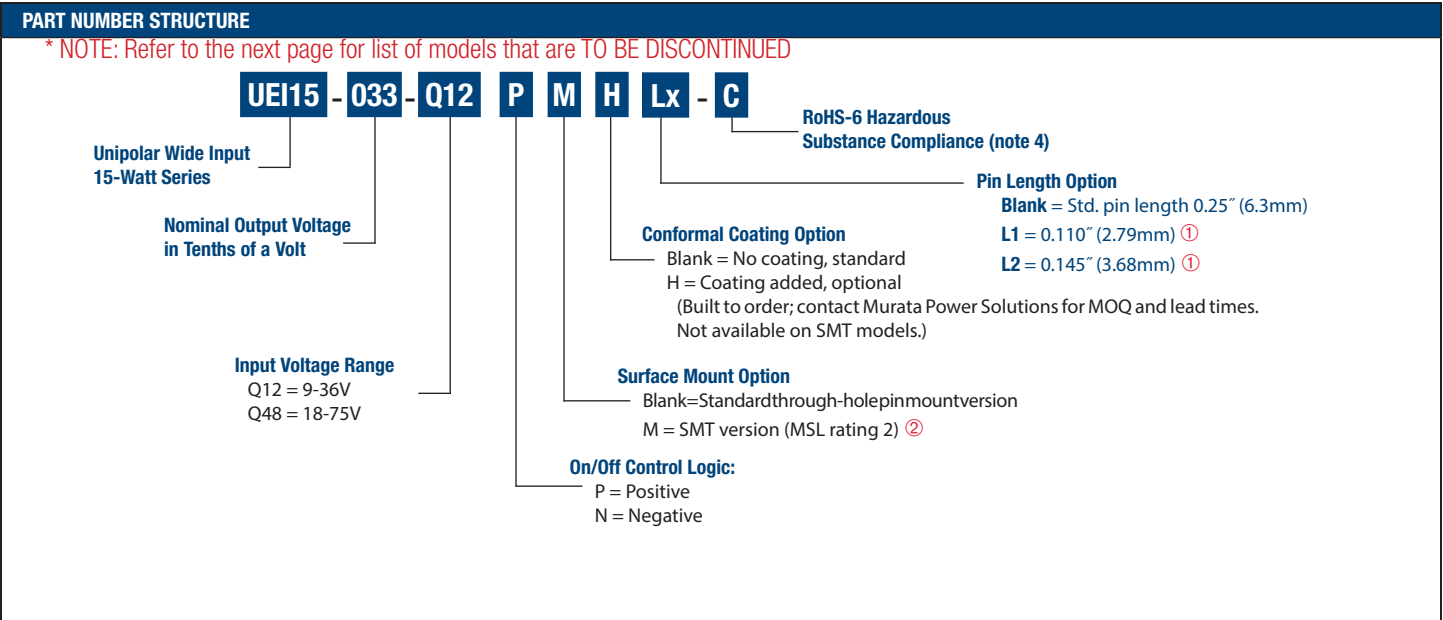 PART NUMBER STRUCTURE
* NOTE: Refer to the next page for list of models that are TO BE DISCONTINUED
UEI15 - 033 - Q12 P M H Lx - C
RoHS-6 Hazardous
Substance Compliance (note 4)
Unipolar Wide Input
15-Watt Series
Pin Length Option
Blank = Std. pin length 0.25˝ (6.3mm)
L1 = 0.110˝ (2.79mm) ①
L2 = 0.145˝ (3.68mm) ①
Nominal Output Voltage
in Tenths of a Volt
Conformal Coating Option
Blank = No coating, standard
H = Coating added, optional
(Built to order; contact Murata Power Solutions for MOQ and lead times.
Not available on SMT models.)
Input Voltage Range
Q12 = 9-36V
Q48 = 18-75V
Surface Mount Option
Blank=Standardthrough-holepinmountversion
M = SMT version (MSL rating 2) ②
On/Off Control Logic:
P = Positive
N = Negative